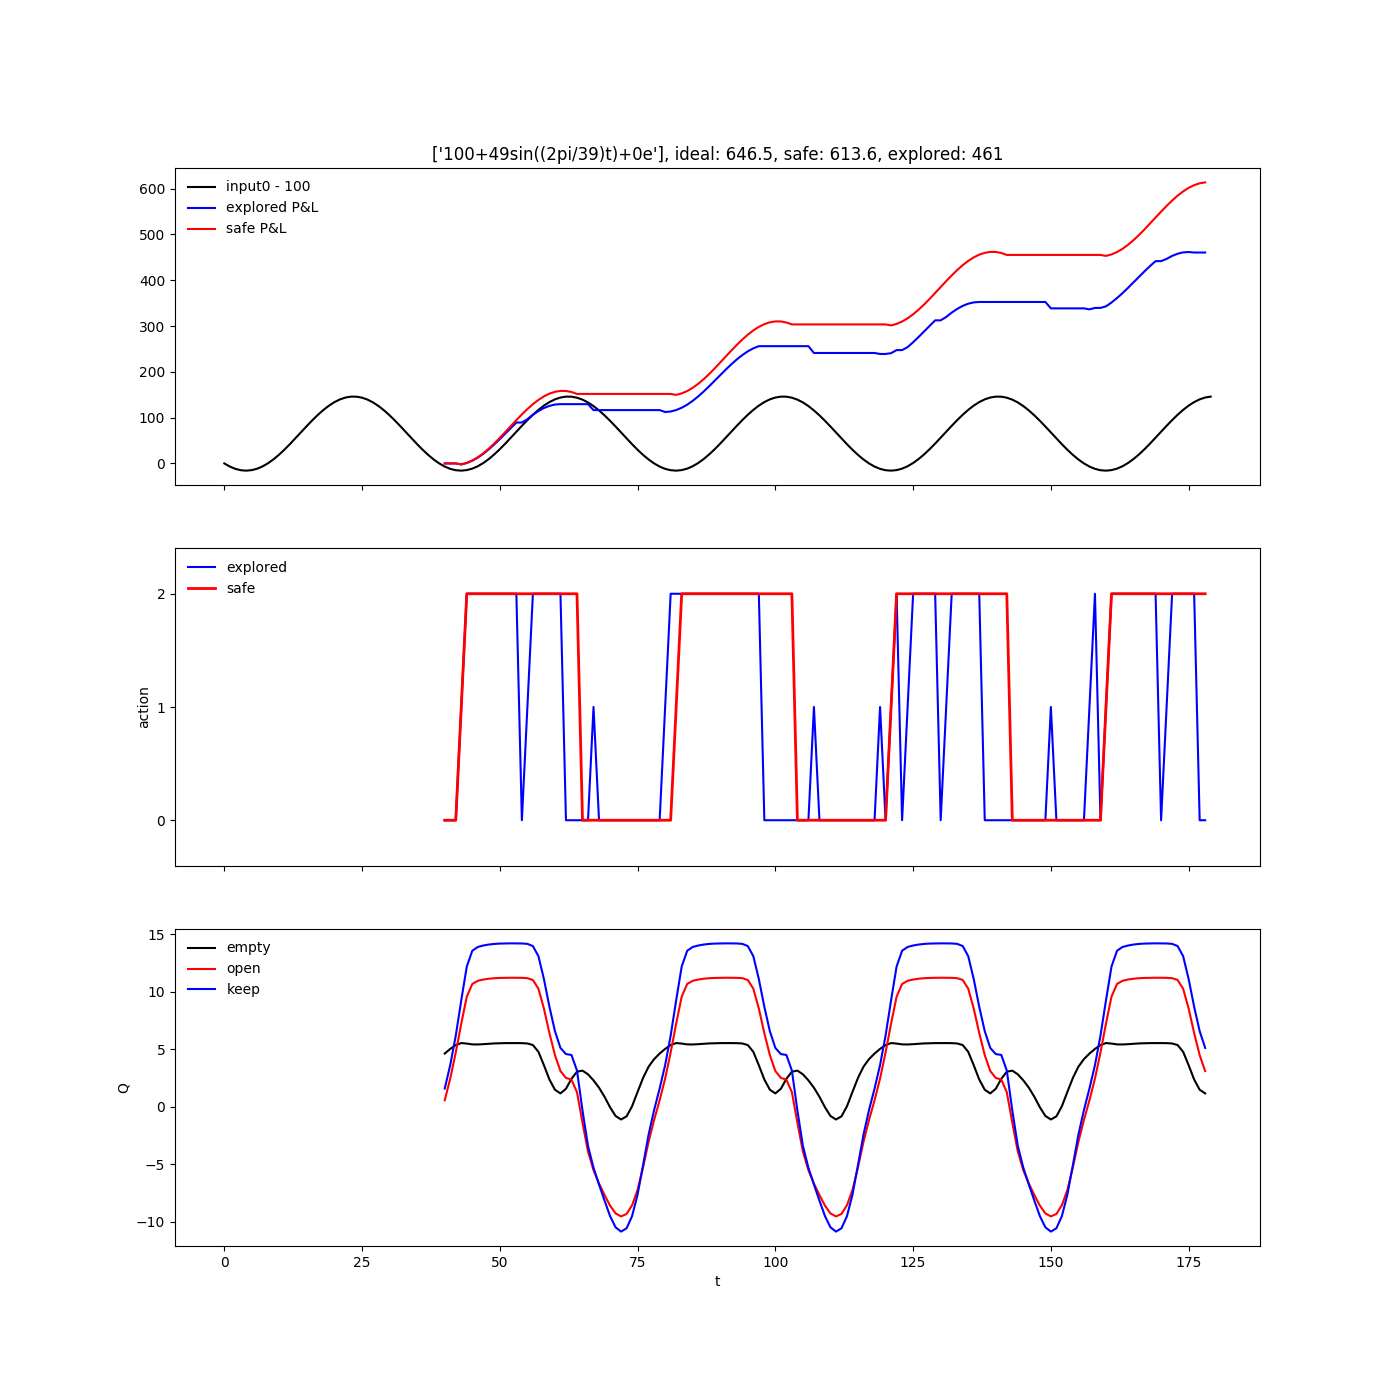 ['100+49sin((2pi/39)t)+0e'], ideal: 646.5, safe: 613.6, explored: 461
input0 - 100
explored P&L
safe P&L
600
500
400
300
200
100
0
explored
safe
2
1
0
action
empty
open
keep
15
10
5
0
−5
−10
Q
0 25 50 75 100 125 150 175
t